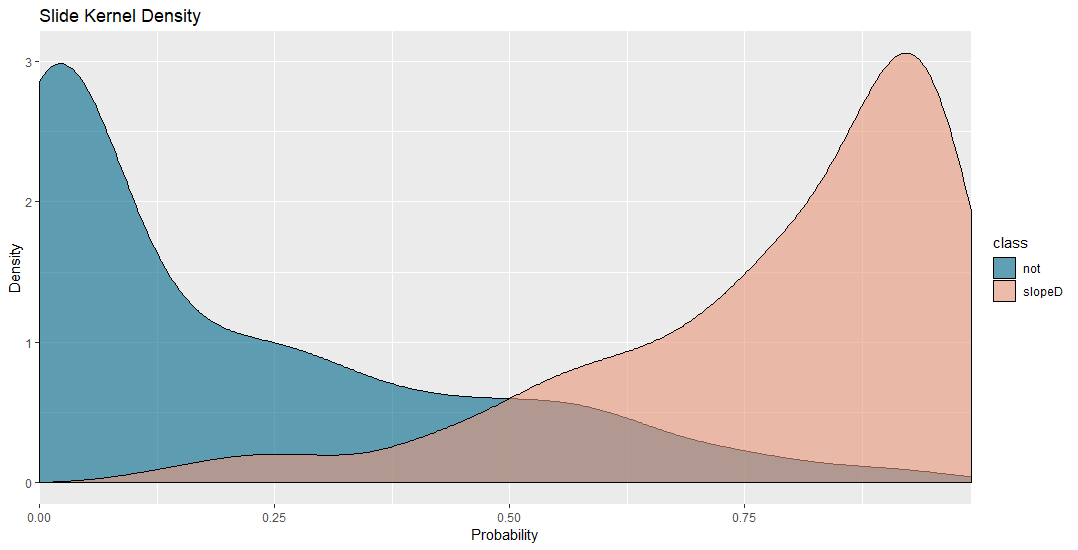 Slide Kernel Density
Density
3
2
1
0
0.00 0.25 0.50 0.75
Probability
class
not
slopeD